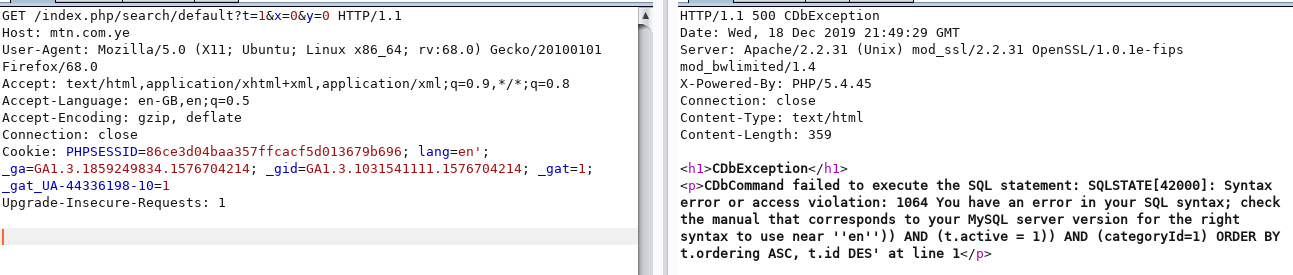 GET /index.php/search/default?t=1&x=0&y=0 HTTP/1.1
Host: mtn.com.ye
User-Agent: Mozilla/5.0 (X11; Ubuntu; Linux x86_64; rv:68.0) Gecko/20100101
Firefox/68.0
Accept: text/html,application/xhtml+xml,application/xml;q=0.9,*/*;q=0.8
Accept-Language: en-GB,en;q=0.5
Accept-Encoding: gzip, deflate
Connection: close
Cookie: PHPSESSID=86ce3d04baa357ffcacf5d013679b696; lang=en';
_ga=GA1.3.1859249834.1576704214; _gid=GA1.3.1031541111.1576704214; _gat=1;
_gat_UA-44336198-10=1
Upgrade-Insecure-Requests: 1
HTTP/1.1 500 CDbException
Date: Wed, 18 Dec 2019 21:49:29 GMT
Server: Apache/2.2.31 (Unix) mod_ssl/2.2.31 OpenSSL/1.0.1e-fips
mod_bwlimited/1.4
X-Powered-By: PHP/5.4.45
Connection: close
Content-Type: text/html
Content-Length: 359
<h1>CDbException</h1>
<p>CDbCommand failed to execute the SQL statement: SQLSTATE[42000]: Syntax
error or access violation: 1064 You have an error in your SQL syntax; check
the manual that corresponds to your MySQL server version for the right
syntax to use near ''en'')) AND (t.active = 1)) AND (categoryId=1) ORDER BY
t.ordering ASC, t.id DES' at line 1</p>